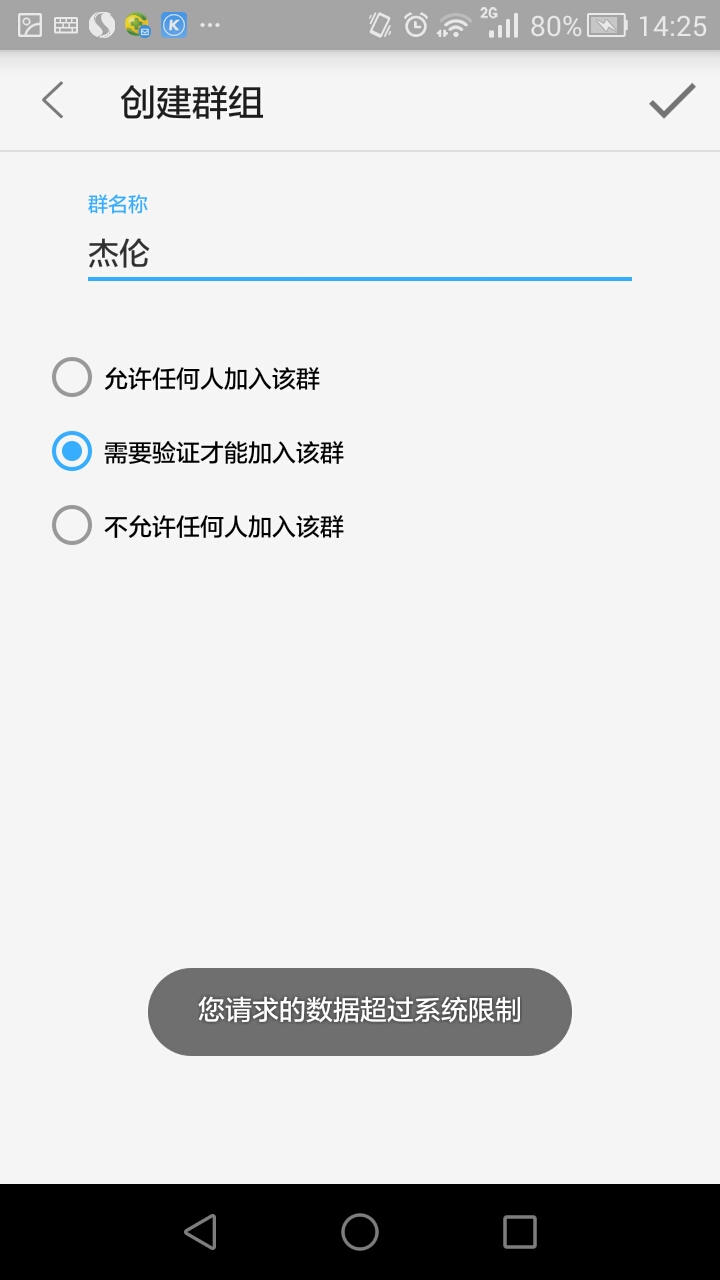 2G 80% 14:25
创建群组
群名称
杰伦
允许任何人加入该群
需要验证才能加入该群
不允许任何人加入该群
您请求的数据超过系统限制